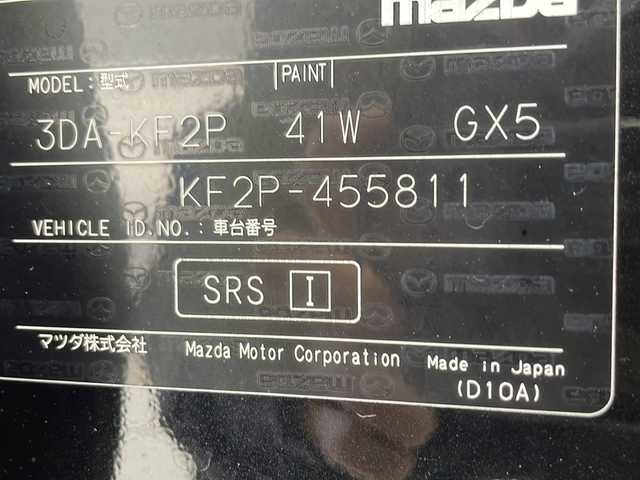 mazda
MODEL:型式 PAINT
3DA-KF2P 41W GX5
KF2P-455811
VEHICLE ID.NO.:車台番号
SRS I
マツダ株式会社 Mazda Motor Corporation Made in Japan
(D10A)